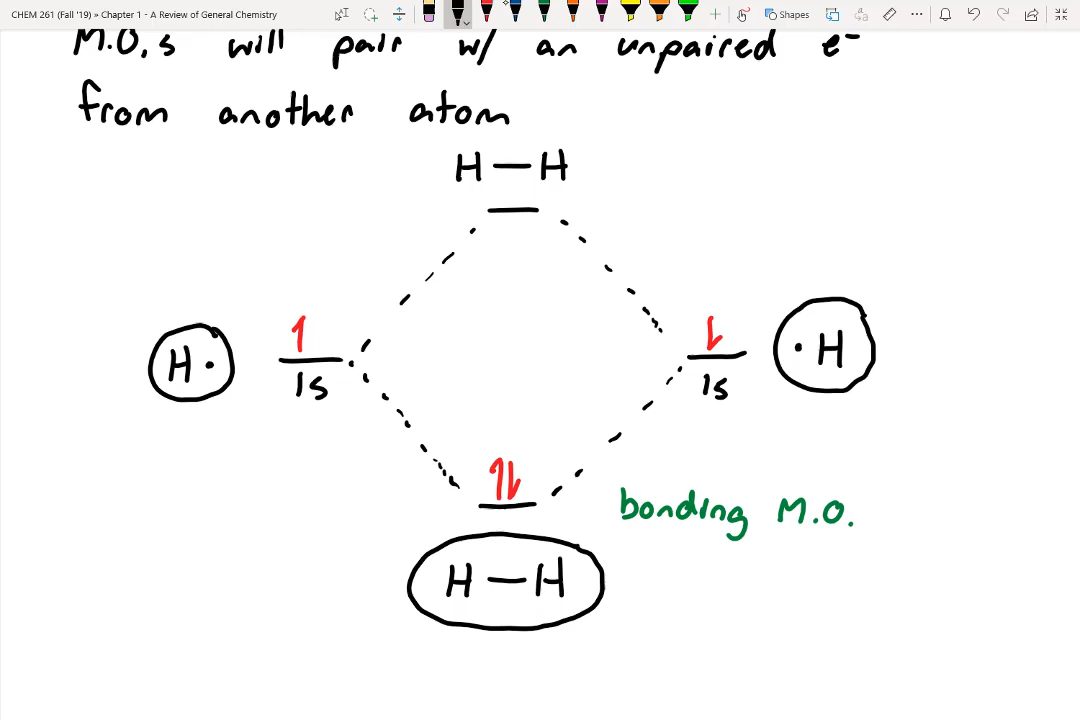 CHEM 261 (Fall '19) » Chapter 1 - A Review of General Chemistry
Shapes
M.O.s will pair w/ an unpaired e⁻
from another atom
H—H
H· 1s 1s ·H
bonding M.O.
H—H